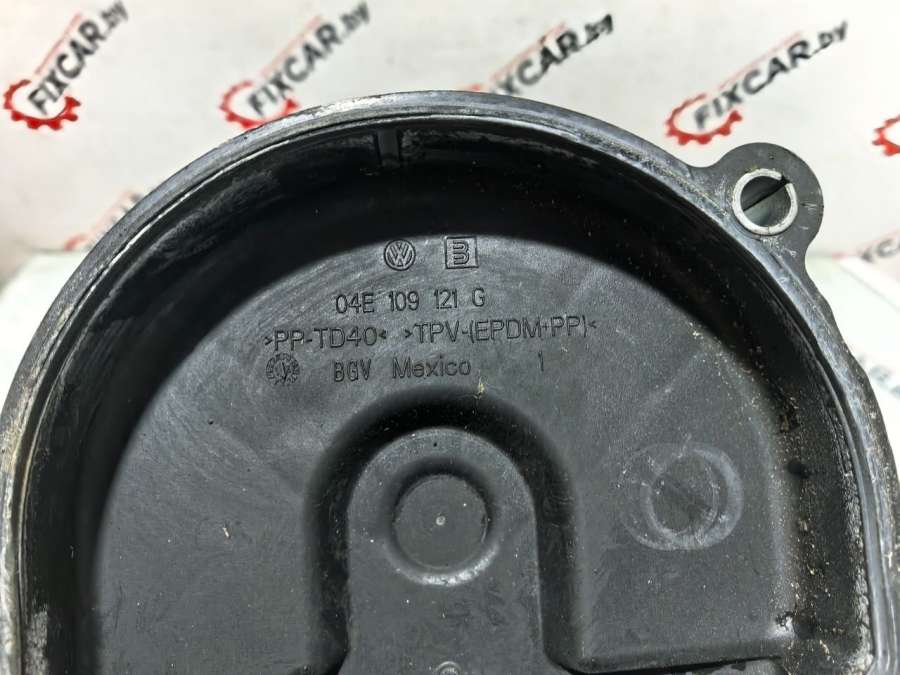 FIXCAR.by
FIXCAR.by
FIXCAR.by
FIXCAR.by
04E 109 121 G
>PP-TD40< >TPV-(EPDM+PP)<
BGV Mexico 1